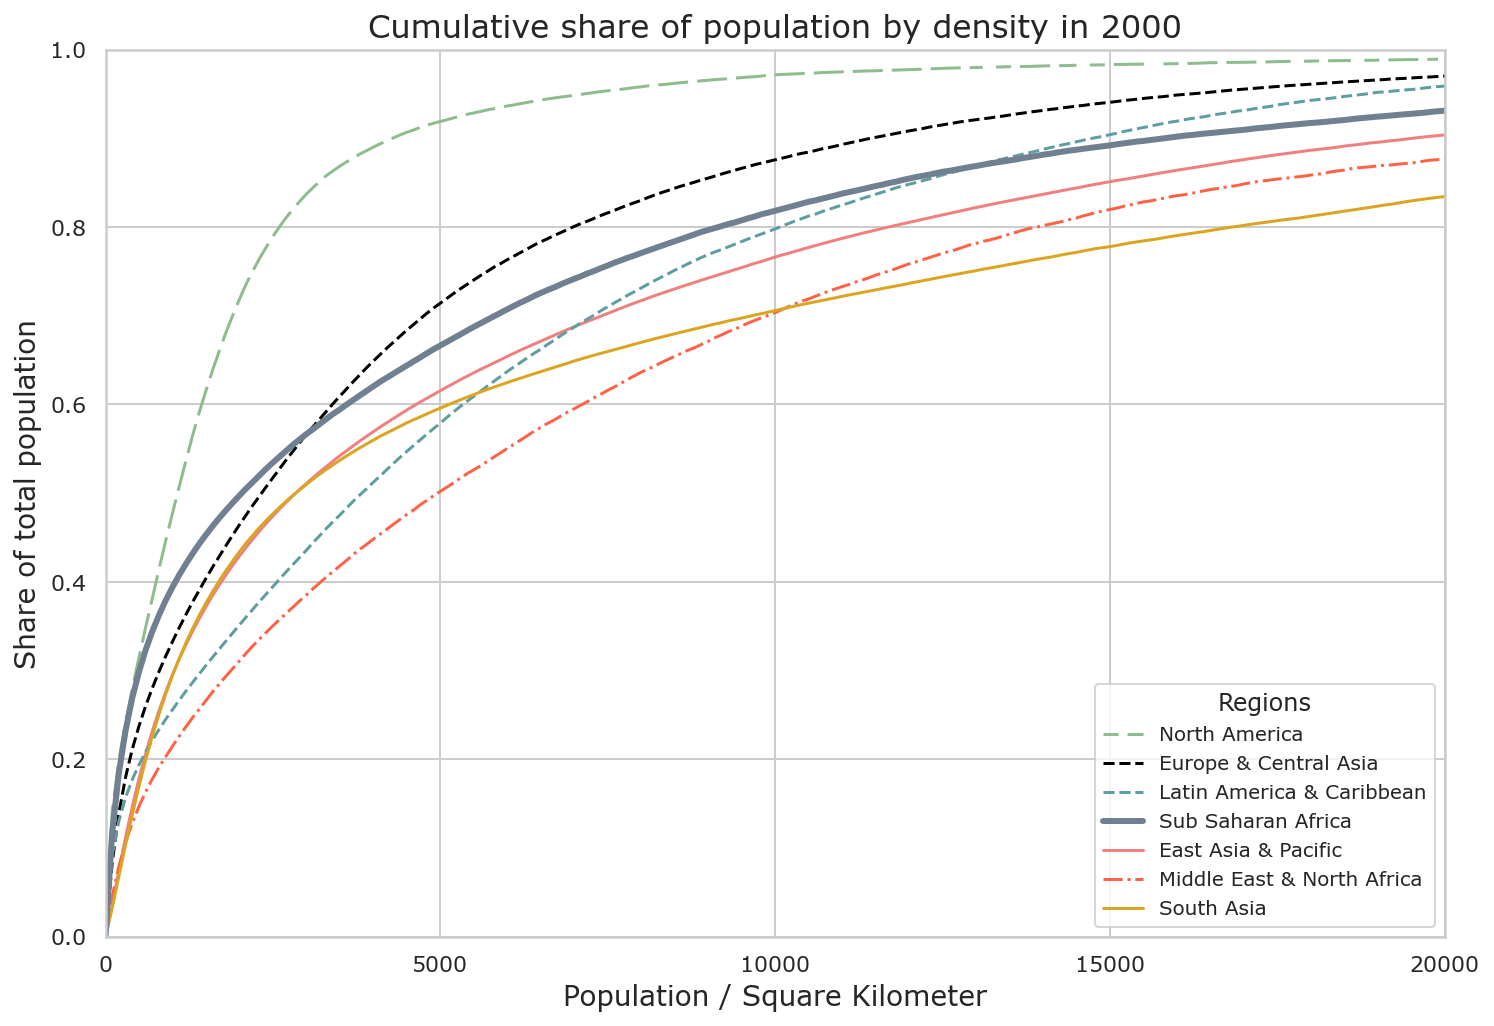 Cumulative share of population by density in 2000
Share of total population
1.0
0.8
0.6
0.4
0.2
0.0
0
5000
10000
15000
20000
Population / Square Kilometer
Regions
North America
Europe & Central Asia
Latin America & Caribbean
Sub Saharan Africa
East Asia & Pacific
Middle East & North Africa
South Asia